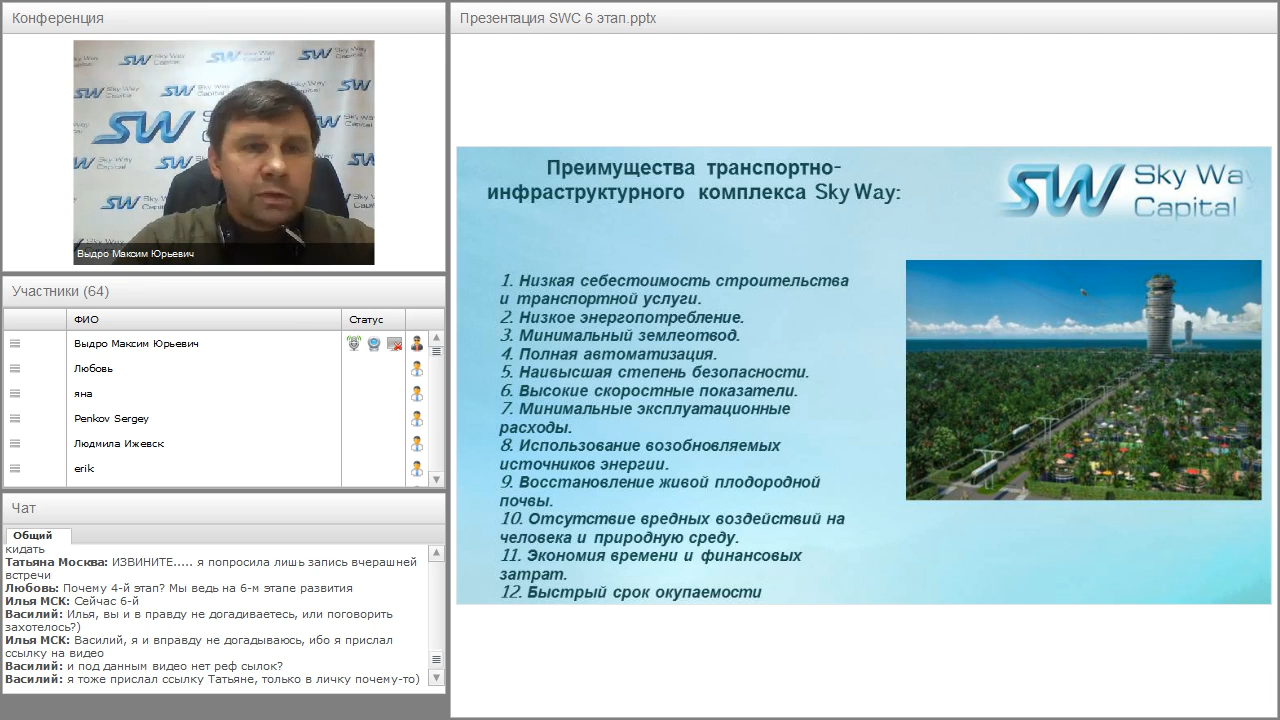 Конференция
SW
Sky Way
Capital
Выдро Максим Юрьевич
Участники (64)
ФИО
Статус
Выдро Максим Юрьевич
Любовь
яна
Penkov Sergey
Людмила Ижевск
erik
Чат
Общий
кидать
Татьяна Москва: ИЗВИНИТЕ..... я попросила лишь запись вчерашней
встречи
Любовь: Почему 4-й этап? Мы ведь на 6-м этапе развития
Илья МСК: Сейчас 6-й
Василий: Илья, вы и в правду не догадиваетесь, или поговорить
захотелось?)
Илья МСК: Василий, я и вправду не догадываюсь, ибо я прислал
ссылку на видео
Василий: и под данным видео нет реф сылок?
Василий: я тоже прислал ссылку Татьяне, только в личку почему-то)
Презентация SWC 6 этап.pptx
Преимущества транспортно-
инфраструктурного комплекса Sky Way:
SW Sky Way
Capital
1. Низкая себестоимость строительства
и транспортной услуги.
2. Низкое энергопотребление.
3. Минимальный землеотвод.
4. Полная автоматизация.
5. Наивысшая степень безопасности.
6. Высокие скоростные показатели.
7. Минимальные эксплуатационные
расходы.
8. Использование возобновляемых
источников энергии.
9. Восстановление живой плодородной
почвы.
10. Отсутствие вредных воздействий на
человека и природную среду.
11. Экономия времени и финансовых
затрат.
12. Быстрый срок окупаемости